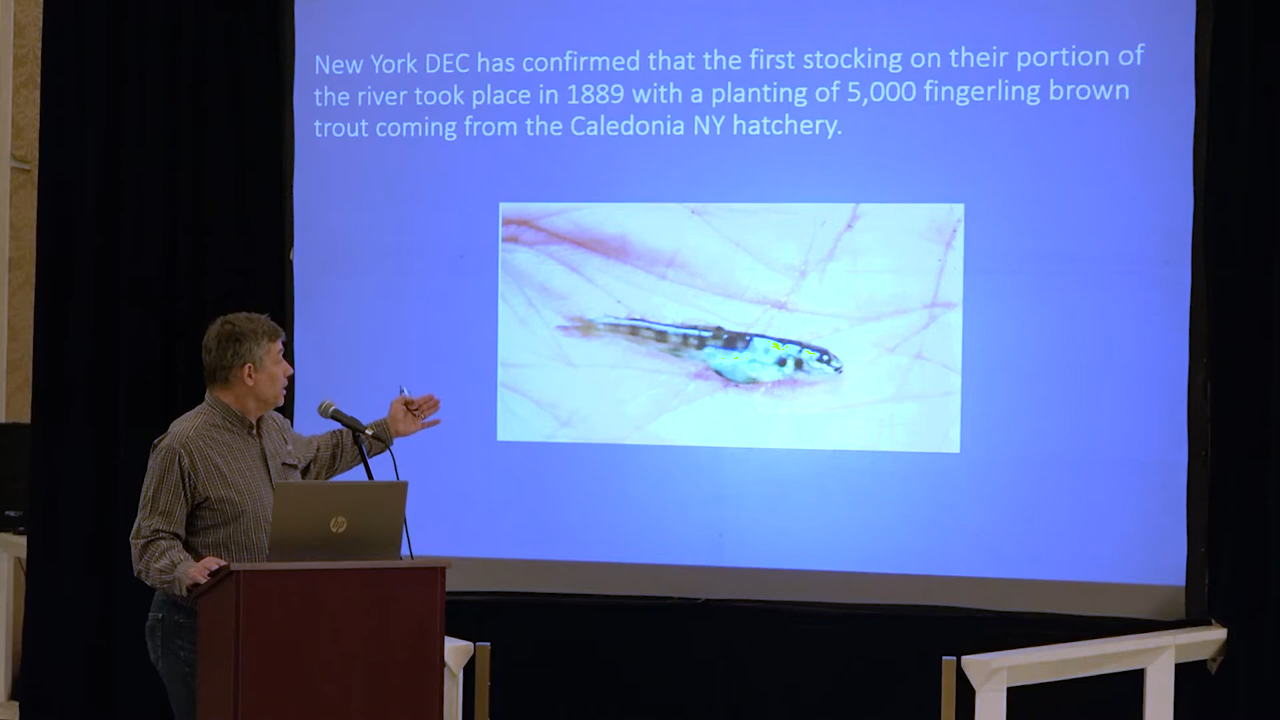 New York DEC has confirmed that the first stocking on their portion of
the river took place in 1889 with a planting of 5,000 fingerling brown
trout coming from the Caledonia NY hatchery.
hp